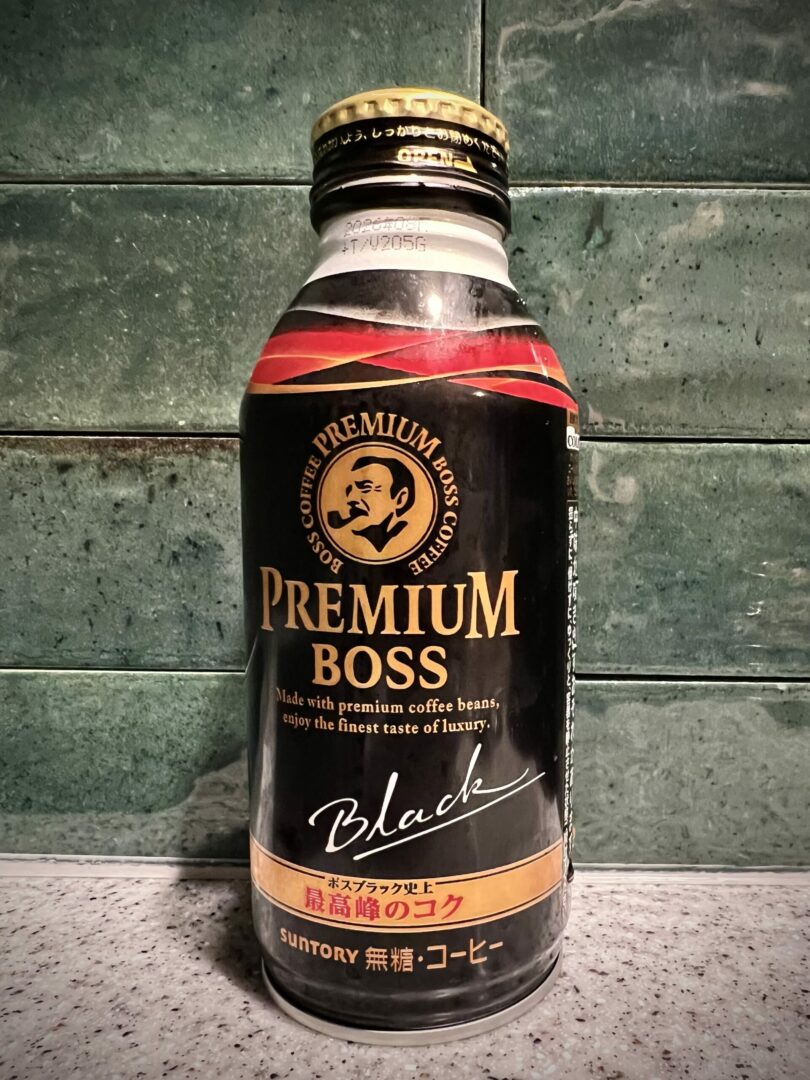 OPEN
+T/V205G
BOSS COFFEE PREMIUM BOSS COFFEE
PREMIUM
BOSS
Made with premium coffee beans,
enjoy the finest taste of luxury.
Black
ボスブラック史上
最高峰のコク
SUNTORY 無糖・コーヒー